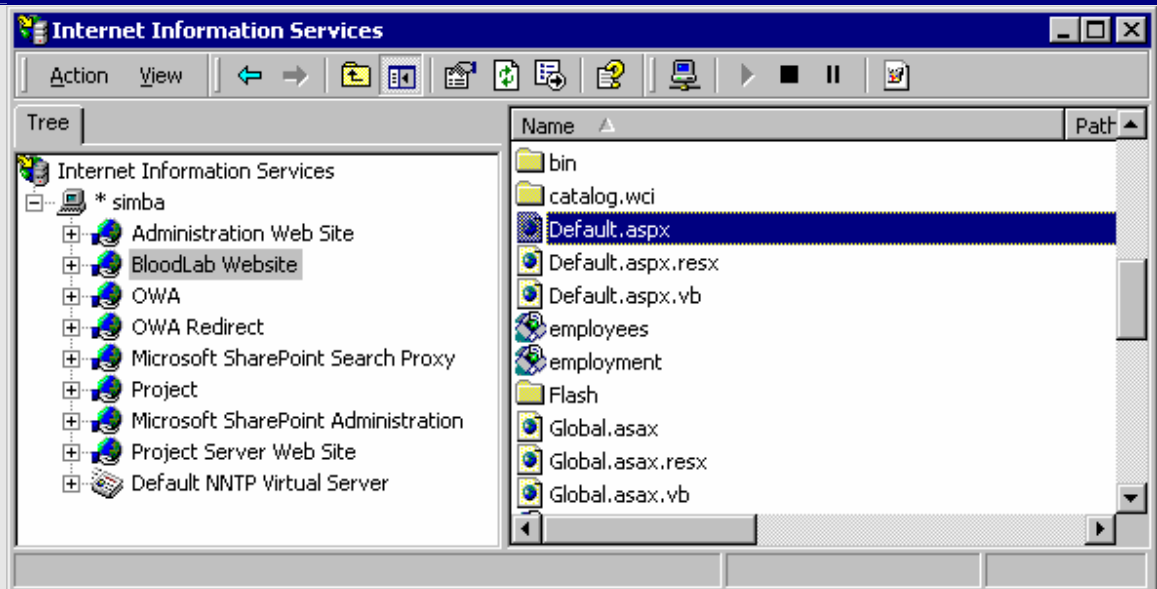 Internet Information Services
Action View
Tree
Internet Information Services
* simba
Administration Web Site
BloodLab Website
OWA
OWA Redirect
Microsoft SharePoint Search Proxy
Project
Microsoft SharePoint Administration
Project Server Web Site
Default NNTP Virtual Server
Name Path
bin
catalog.wci
Default.aspx
Default.aspx.resx
Default.aspx.vb
employees
employment
Flash
Global.asax
Global.asax.resx
Global.asax.vb